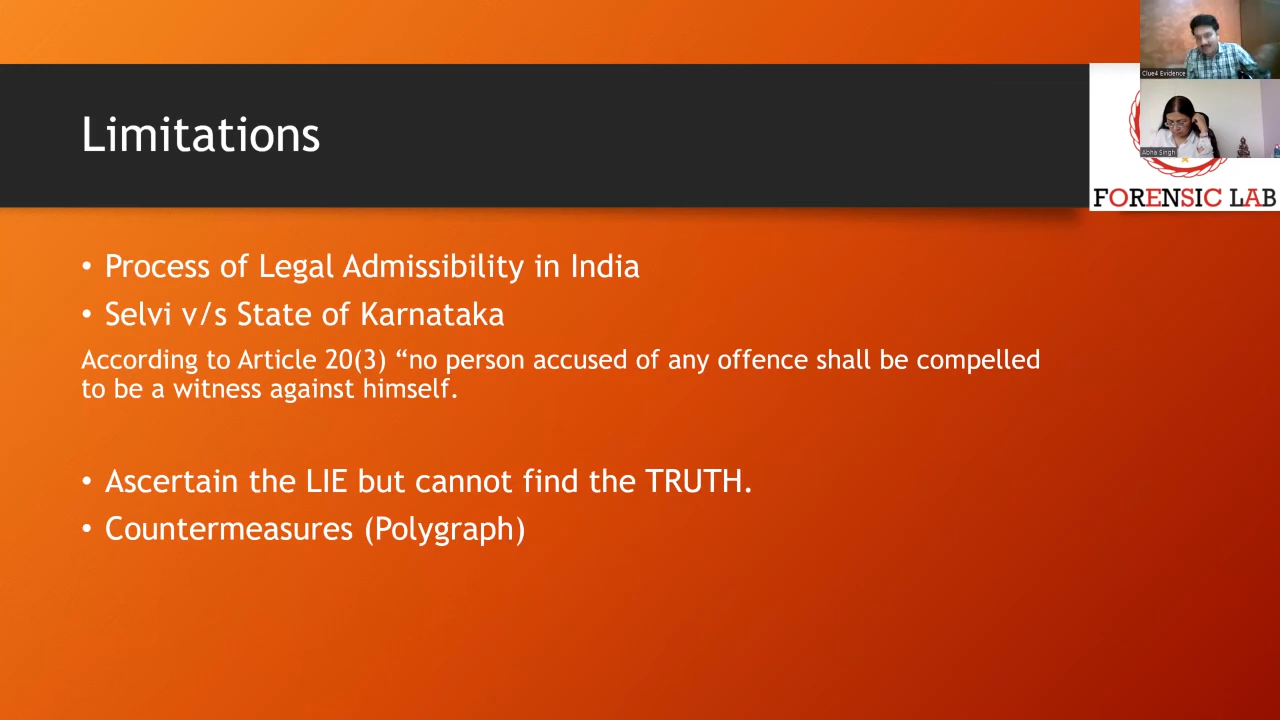 Clue4 Evidence
Abha Singh
Limitations
FORENSIC LAB
• Process of Legal Admissibility in India
• Selvi v/s State of Karnataka
According to Article 20(3) “no person accused of any offence shall be compelled
to be a witness against himself.
• Ascertain the LIE but cannot find the TRUTH.
• Countermeasures (Polygraph)